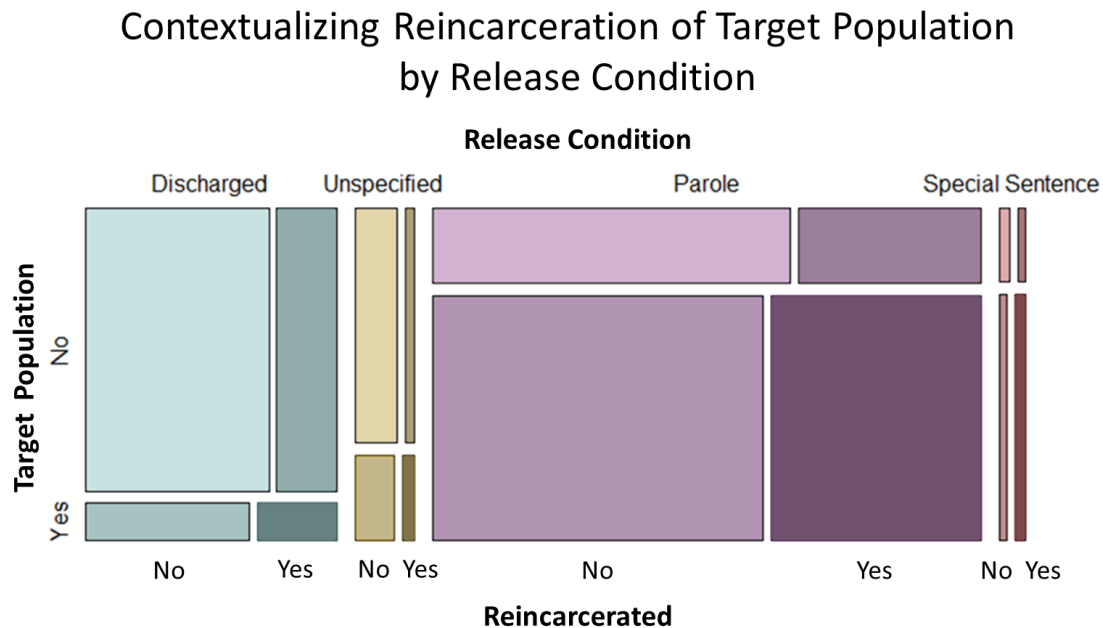 Contextualizing Reincarceration of Target Population
by Release Condition
Release Condition
Discharged
Unspecified
Parole
Special Sentence
Target Population
No
Yes
No
Yes
No
Yes
No
Yes
No
Yes
Reincarcerated